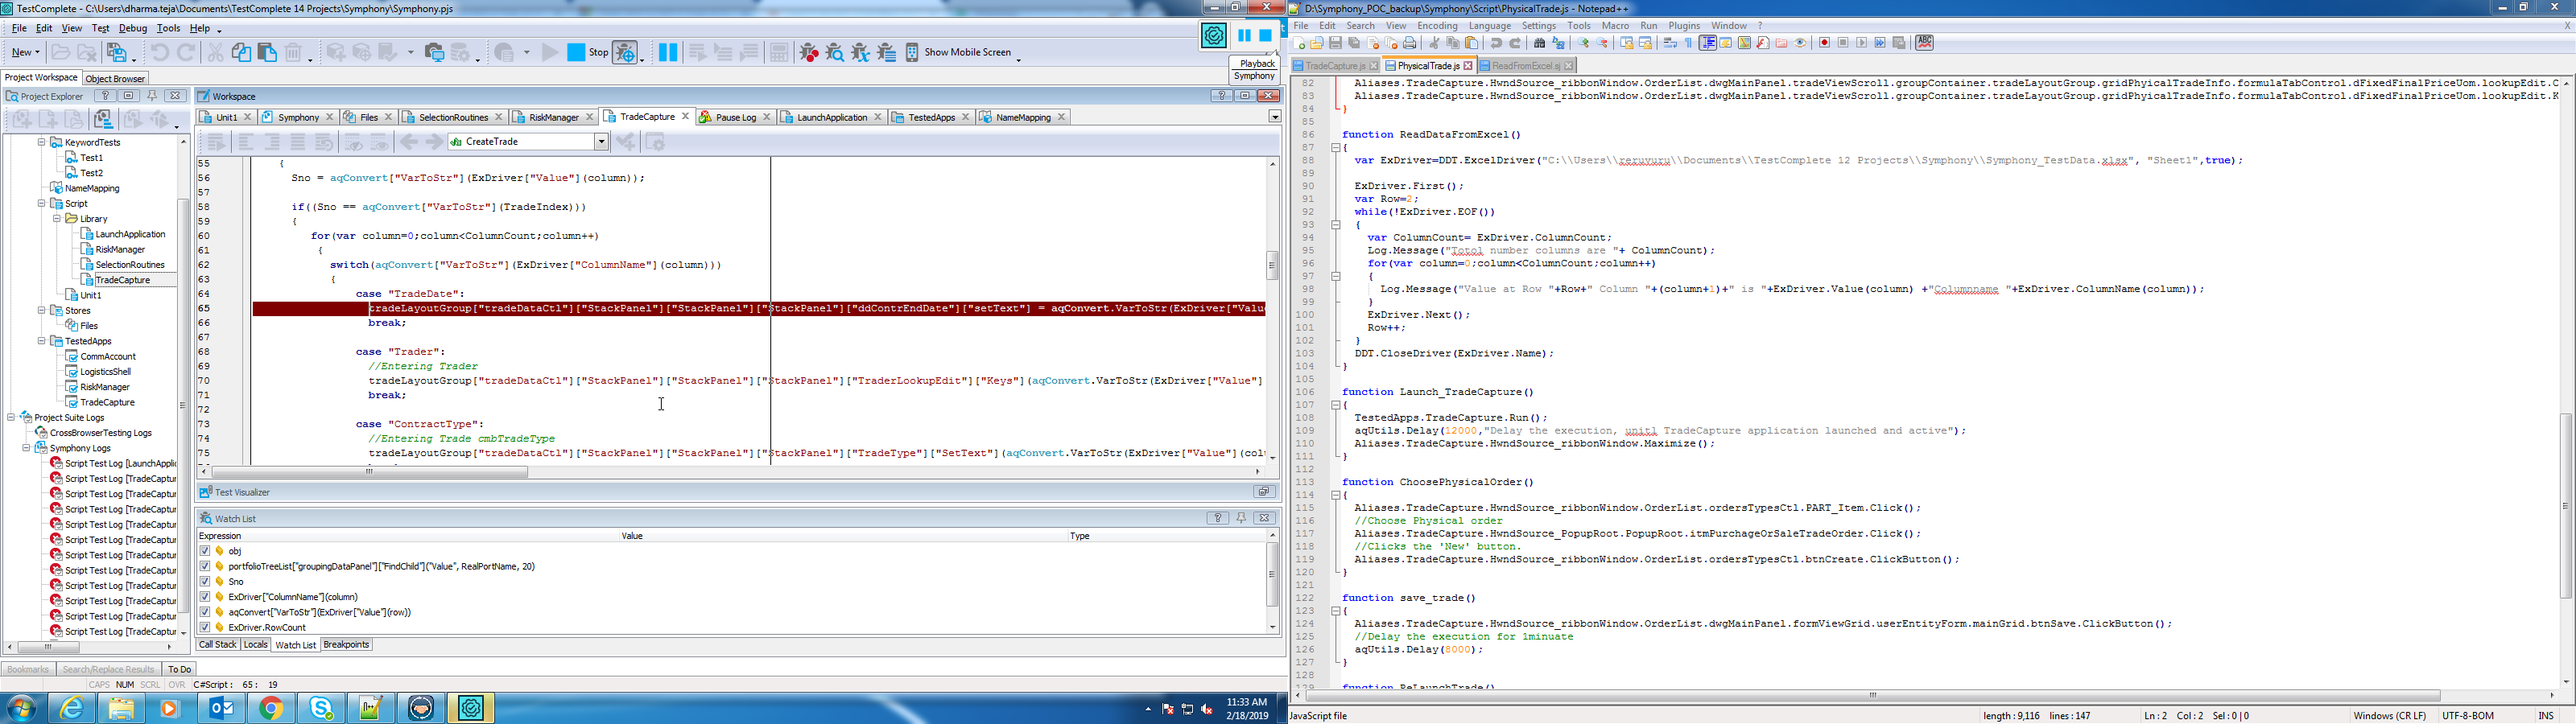 TestComplete - C:\Users\dharma.teja\Documents\TestComplete 14 Projects\Symphony\Symphony.pjs
File Edit View Test Debug Tools Help
New Stop Show Mobile Screen
Playback
Symphony
Project Workspace Object Browser
Project Explorer
KeywordTests
Test1
Test2
NameMapping
Script
Library
LaunchApplication
RiskManager
SelectionRoutines
TradeCapture
Unit1
Stores
Files
TestedApps
CommAccount
LogisticsShell
RiskManager
TradeCapture
Project Suite Logs
CrossBrowserTesting Logs
Symphony Logs
Script Test Log [LaunchApplic
Script Test Log [TradeCaptur
Script Test Log [TradeCaptur
Script Test Log [TradeCaptur
Script Test Log [TradeCaptur
Script Test Log [TradeCaptur
Script Test Log [TradeCaptur
Script Test Log [TradeCaptur
Script Test Log [TradeCaptur
Script Test Log [TradeCaptur
Script Test Log [TradeCaptur
Script Test Log [TradeCaptur
Workspace
Unit1 Symphony Files SelectionRoutines RiskManager TradeCapture Pause Log LaunchApplication TestedApps NameMapping
CreateTrade
55 {
56 Sno = aqConvert["VarToStr"](ExDriver["Value"](column));
57
58 if((Sno == aqConvert["VarToStr"](TradeIndex)))
59 {
60 for(var column=0;column<ColumnCount;column++)
61 {
62 switch(aqConvert["VarToStr"](ExDriver["ColumnName"](column)))
63 {
64 case "TradeDate":
65 tradeLayoutGroup["tradeDataCtl"]["StackPanel"]["StackPanel"]["StackPanel"]["ddContrEndDate"]["setText"] = aqConvert.VarToStr(ExDriver["Valu
66 break;
67
68 case "Trader":
69 //Entering Trader
70 tradeLayoutGroup["tradeDataCtl"]["StackPanel"]["StackPanel"]["StackPanel"]["TraderLookupEdit"]["Keys"](aqConvert.VarToStr(ExDriver["Value"]
71 break;
72
73 case "ContractType":
74 //Entering Trade cmbTradeType
75 tradeLayoutGroup["tradeDataCtl"]["StackPanel"]["StackPanel"]["StackPanel"]["TradeType"]["SetText"](aqConvert.VarToStr(ExDriver["Value"](colu
Test Visualizer
Watch List
Expression Value Type
obj
portfolioTreeList["groupingDataPanel"]["FindChild"]("Value", RealPortName, 20)
Sno
ExDriver["ColumnName"](column)
aqConvert["VarToStr"](ExDriver["Value"](row))
ExDriver.RowCount
Call Stack Locals Watch List Breakpoints
Bookmarks Search/Replace Results To Do
CAPS NUM SCRL OVR C#Script : 65 : 19
11:33 AM
2/18/2019
D:\Symphony_POC_backup\Symphony\Script\PhysicalTrade.js - Notepad++
File Edit Search View Encoding Language Settings Tools Macro Run Plugins Window ? X
TradeCapture.js PhysicalTrade.js ReadFromExcel.sj
82 Aliases.TradeCapture.HwndSource_ribbonWindow.OrderList.dwgMainPanel.tradeViewScroll.groupContainer.tradeLayoutGroup.gridPhyicalTradeInfo.formulaTabControl.dFixedFinalPriceUom.lookupEdit.C
83 Aliases.TradeCapture.HwndSource_ribbonWindow.OrderList.dwgMainPanel.tradeViewScroll.groupContainer.tradeLayoutGroup.gridPhyicalTradeInfo.formulaTabControl.dFixedFinalPriceUom.lookupEdit.K
84 }
85
86 function ReadDataFromExcel()
87 {
88 var ExDriver=DDT.ExcelDriver("C:\\Users\\reruvuru\\Documents\\TestComplete 12 Projects\\Symphony\\Symphony_TestData.xlsx", "Sheet1",true);
89
90 ExDriver.First();
91 var Row=2;
92 while(!ExDriver.EOF())
93 {
94 var ColumnCount= ExDriver.ColumnCount;
95 Log.Message("Totol number columns are "+ ColumnCount);
96 for(var column=0;column<ColumnCount;column++)
97 {
98 Log.Message("Value at Row "+Row+" Column "+(column+1)+" is "+ExDriver.Value(column) +"Columnname "+ExDriver.ColumnName(column));
99 }
100 ExDriver.Next();
101 Row++;
102 }
103 DDT.CloseDriver(ExDriver.Name);
104 }
105
106 function Launch_TradeCapture()
107 {
108 TestedApps.TradeCapture.Run();
109 aqUtils.Delay(12000,"Delay the execution, unitl TradeCapture application launched and active");
110 Aliases.TradeCapture.HwndSource_ribbonWindow.Maximize();
111 }
112
113 function ChoosePhysicalOrder()
114 {
115 Aliases.TradeCapture.HwndSource_ribbonWindow.OrderList.ordersTypesCtl.PART_Item.Click();
116 //Choose Physical order
117 Aliases.TradeCapture.HwndSource_PopupRoot.PopupRoot.itmPurchageOrSaleTradeOrder.Click();
118 //Clicks the 'New' button.
119 Aliases.TradeCapture.HwndSource_ribbonWindow.OrderList.ordersTypesCtl.btnCreate.ClickButton();
120 }
121
122 function save_trade()
123 {
124 Aliases.TradeCapture.HwndSource_ribbonWindow.OrderList.dwgMainPanel.formViewGrid.userEntityForm.mainGrid.btnSave.ClickButton();
125 //Delay the execution for 1minuate
126 aqUtils.Delay(8000);
127 }
128
129 function ReLaunchTrade()
JavaScript file length : 9,116 lines : 147 Ln : 2 Col : 2 Sel : 0 | 0 Windows (CR LF) UTF-8-BOM INS